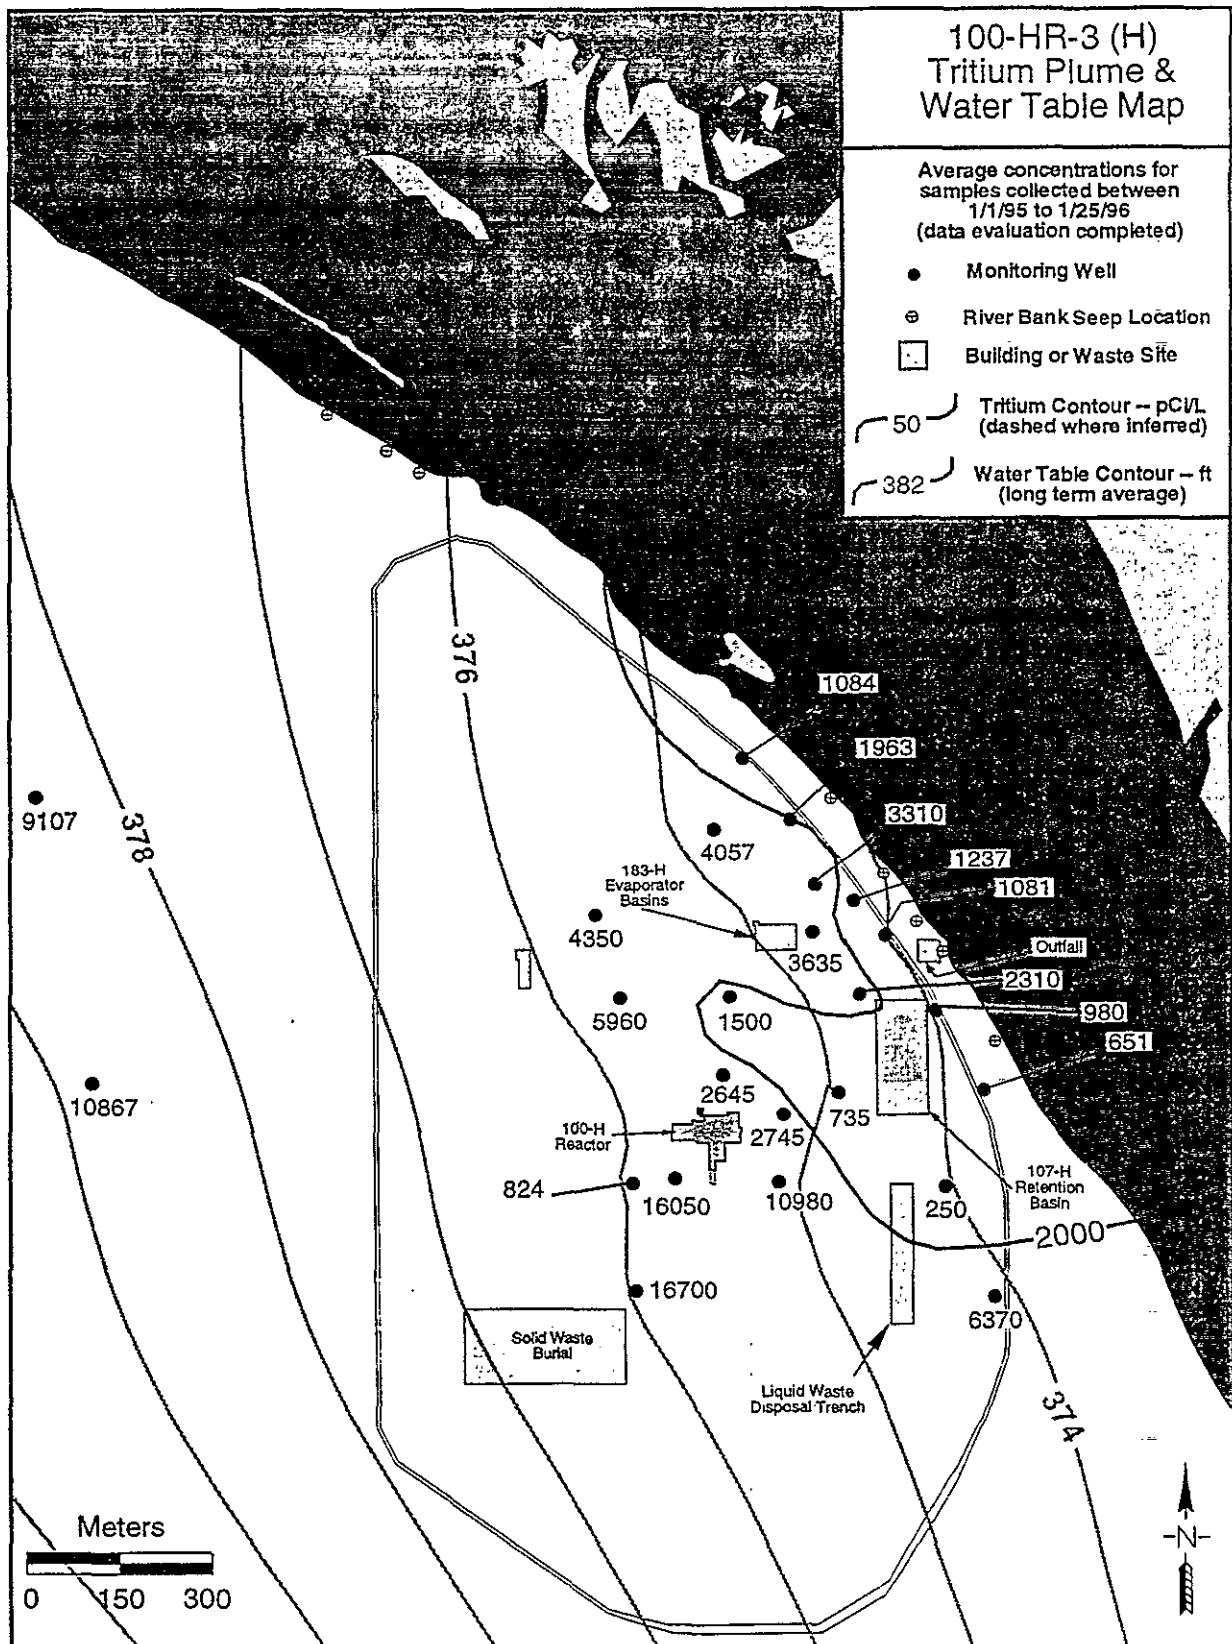 100-HR-3 (H)
Tritium Plume &
Water Table Map
Average concentrations for
samples collected between
1/1/95 to 1/25/96
(data evaluation completed)
Monitoring Well
River Bank Seep Location
Building or Waste Site
50
Tritium Contour -- pCi/L
(dashed where inferred)
382
Water Table Contour -- ft
(long term average)
376
1084
1963
9107
378
3310
4057
183-H
Evaporator
Basins
1237
1081
4350
3635
Outfall
2310
5960
1500
980
651
10867
2645
735
100-H
Reactor
2745
107-H
Retention
Basin
824
16050
10980
250
2000
16700
6370
Solid Waste
Burial
Liquid Waste
Disposal Trench
374
Meters
0 150 300
-N-